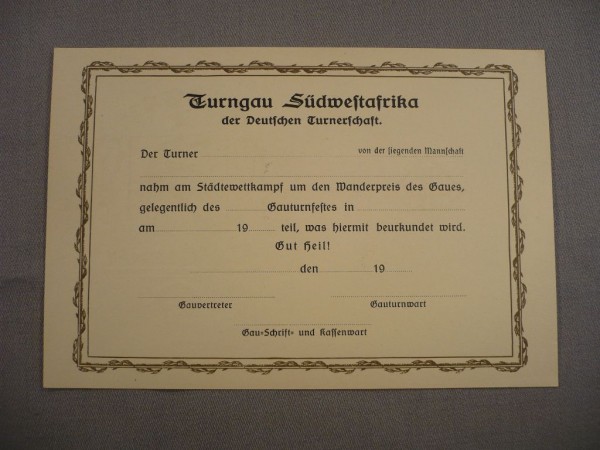 Turngau Südwestafrika
der Deutschen Turnerschaft.
Der Turner von der siegenden Mannschaft
nahm am Städtewettkampf um den Wanderpreis des Gaues,
gelegentlich des Gauturnfestes in
am 19 teil, was hiermit beurkundet wird.
Gut Heil!
den 19
Gauvertreter Gauturnwart
Gau=Schrift= und Kassenwart